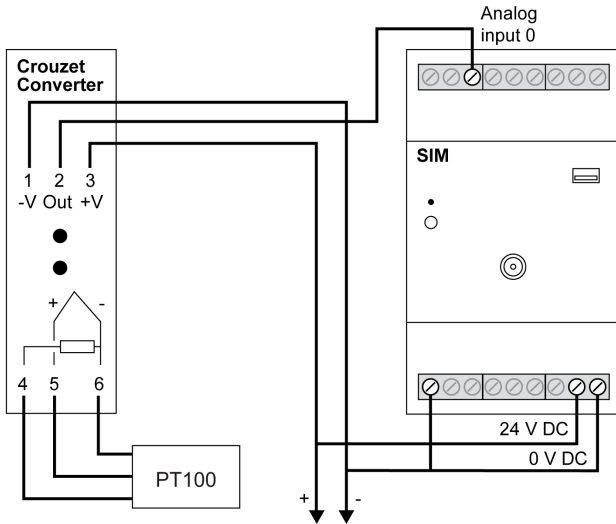 Analog
input 0
Crouzet
Converter
SIM
1 2 3
-V Out +V
+ -
4 5 6
PT100
24 V DC
0 V DC
+ -